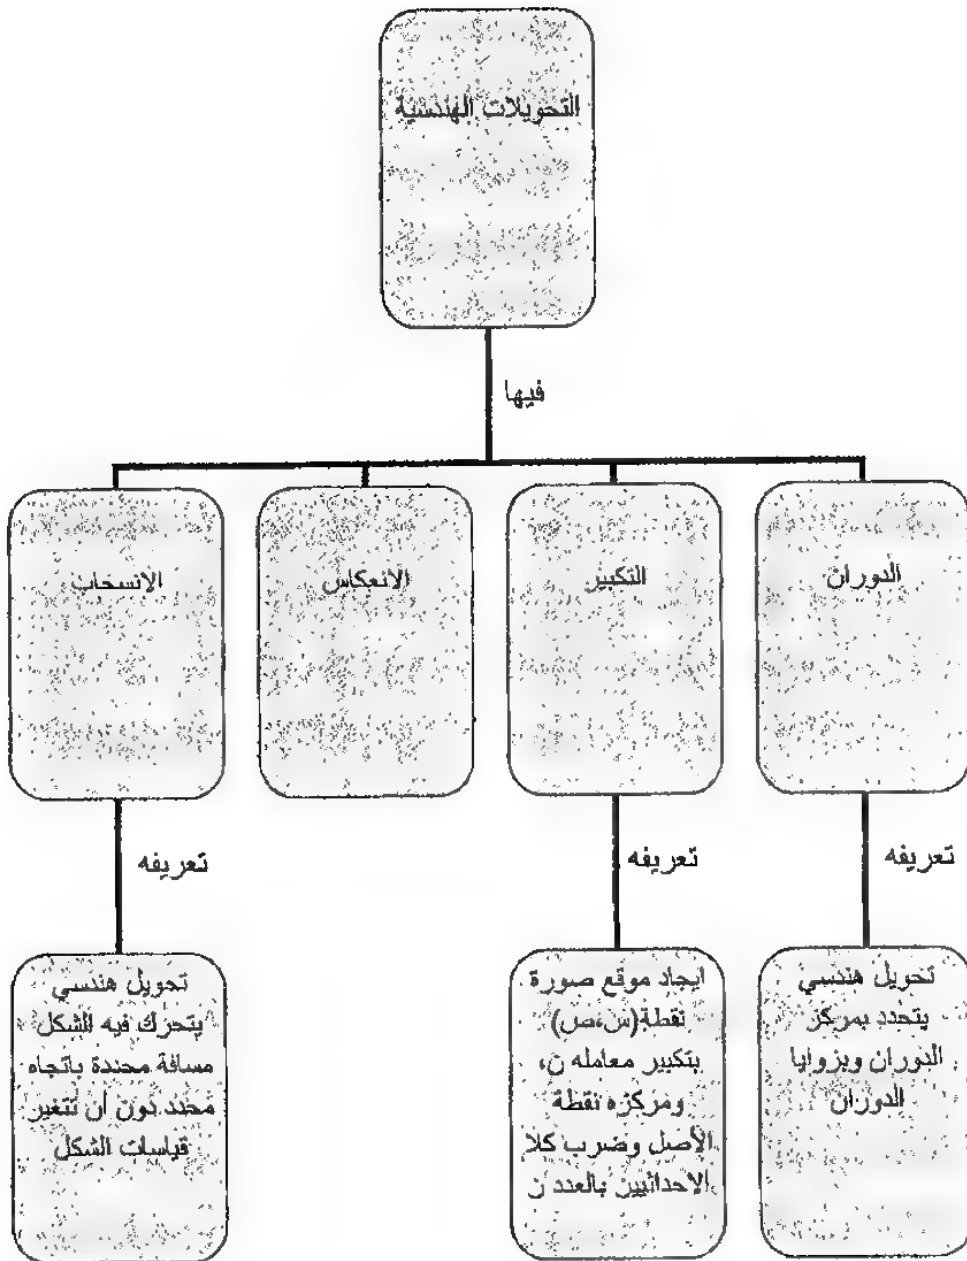 التحويلات الهندسية
فيها
الدوران
التكبير
الانعكاس
الانسحاب
تعريفه
تعريفه
تعريفه
تحويل هندسي
يتحدد بمركز
الدوران وبزوايا
الدوران
ايجاد موقع صورة
نقطة(س،ص)
بتكبير معامله ن،
ومركزه نقطة
الأصل وضرب كلا
الاحداثيين بالعدد ن
تحويل هندسي
يتحرك فيه الشكل
مسافة محددة باتجاه
محدد دون أن تتغير
قياسات الشكل